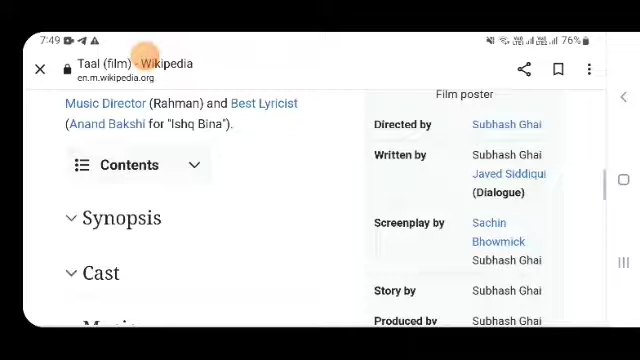 7:49
76%
Taal (film) - Wikipedia
en.m.wikipedia.org
Music Director (Rahman) and Best Lyricist
(Anand Bakshi for "Ishq Bina").
Contents
Synopsis
Cast
Film poster
Directed by Subhash Ghai
Written by Subhash Ghai
Javed Siddiqui
(Dialogue)
Screenplay by Sachin
Bhowmick
Subhash Ghai
Story by Subhash Ghai
Produced by Subhash Ghai